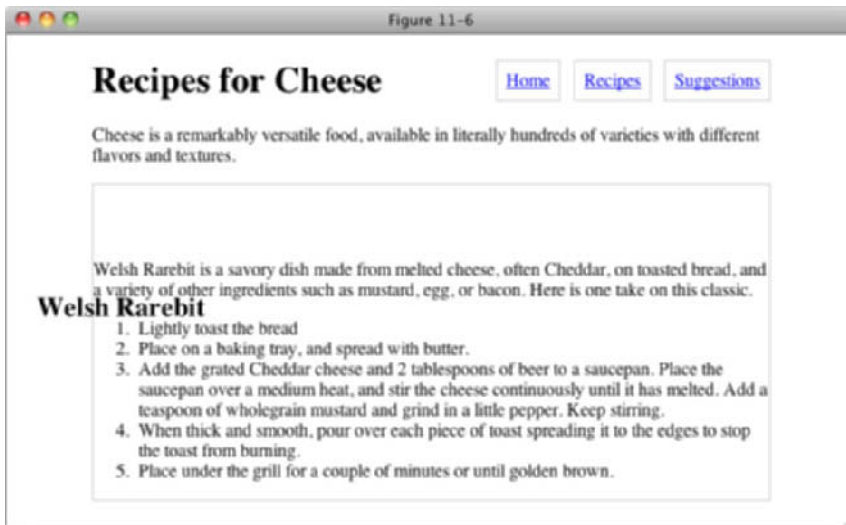 Figure 11-6
Recipes for Cheese
Home Recipes Suggestions
Cheese is a remarkably versatile food, available in literally hundreds of varieties with different
flavors and textures.
Welsh Rarebit is a savory dish made from melted cheese, often Cheddar, on toasted bread, and
a variety of other ingredients such as mustard, egg, or bacon. Here is one take on this classic.
Welsh Rarebit
1. Lightly toast the bread
2. Place on a baking tray, and spread with butter.
3. Add the grated Cheddar cheese and 2 tablespoons of beer to a saucepan. Place the
saucepan over a medium heat, and stir the cheese continuously until it has melted. Add a
teaspoon of wholegrain mustard and grind in a little pepper. Keep stirring.
4. When thick and smooth, pour over each piece of toast spreading it to the edges to stop
the toast from burning.
5. Place under the grill for a couple of minutes or until golden brown.